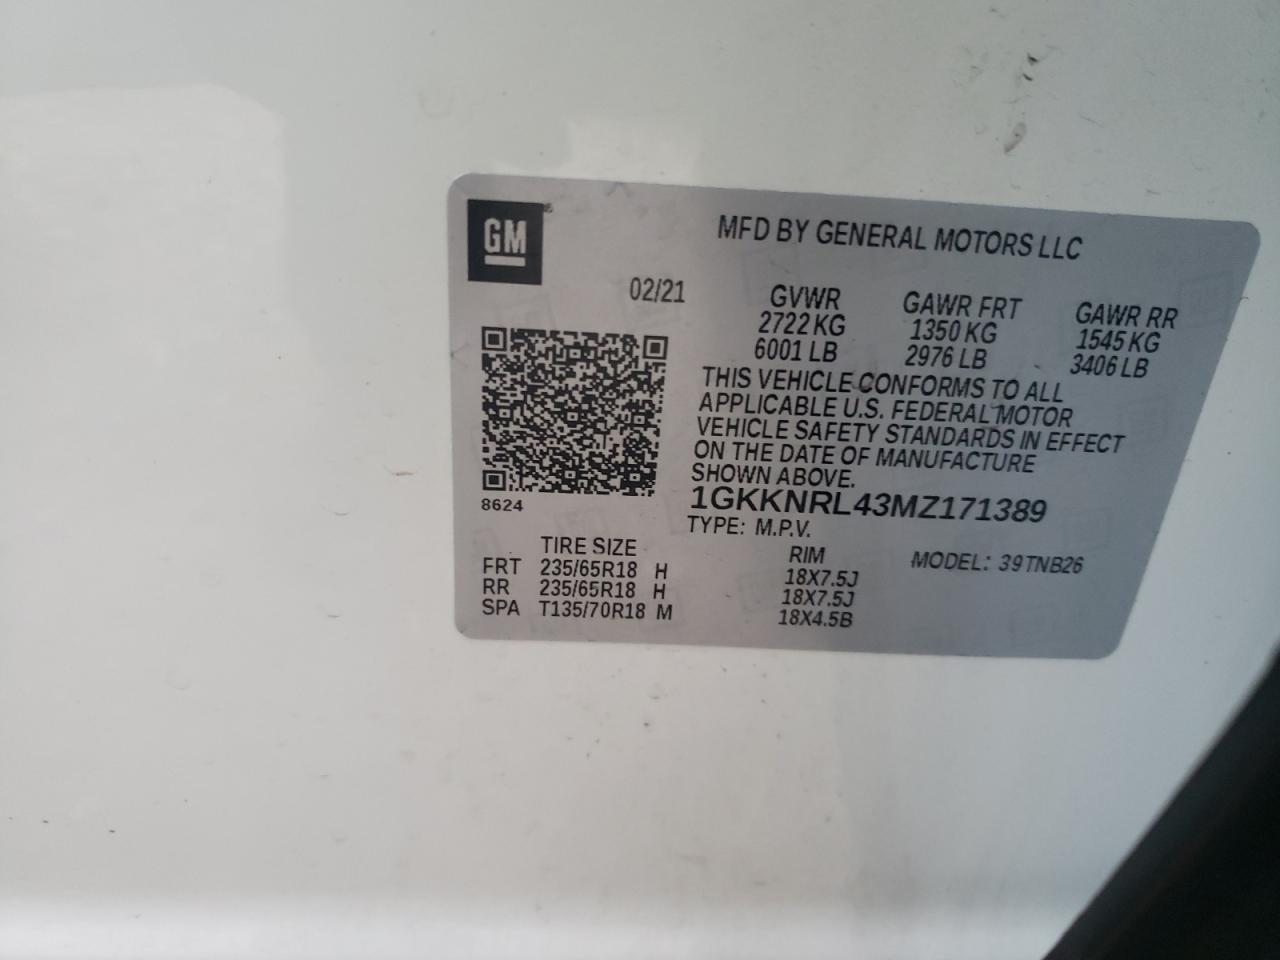 GM
MFD BY GENERAL MOTORS LLC
02/21
GVWR GAWR FRT GAWR RR
2722 KG 1350 KG 1545 KG
6001 LB 2976 LB 3406 LB
THIS VEHICLE CONFORMS TO ALL
APPLICABLE U.S. FEDERAL MOTOR
VEHICLE SAFETY STANDARDS IN EFFECT
ON THE DATE OF MANUFACTURE
SHOWN ABOVE.
8624
1GKKNRL43MZ171389
TYPE: M.P.V.
TIRE SIZE RIM MODEL: 39TNB26
FRT 235/65R18 H 18X7.5J
RR 235/65R18 H 18X7.5J
SPA T135/70R18 M 18X4.5B